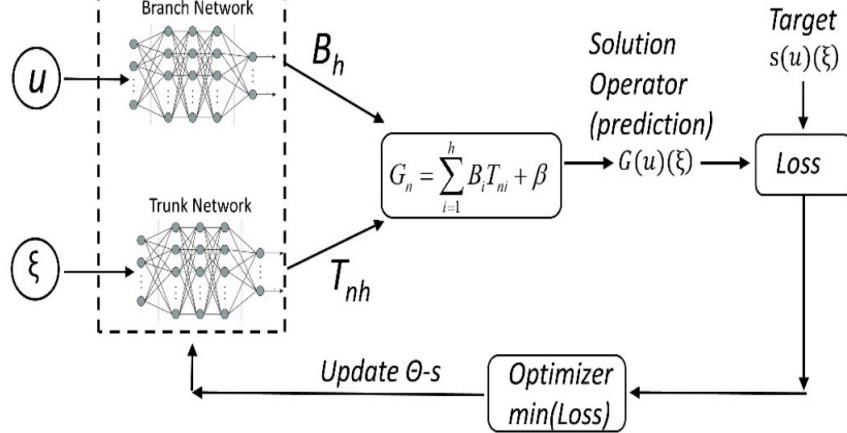 Branch Network
u
B_h
Trunk Network
ξ
T_{nh}
h
G_n = ∑ B_i T_{ni} + β
i=1
Solution
Operator
(prediction)
G(u)(ξ)
Target
s(u)(ξ)
Loss
Optimizer
min(Loss)
Update Θ-s